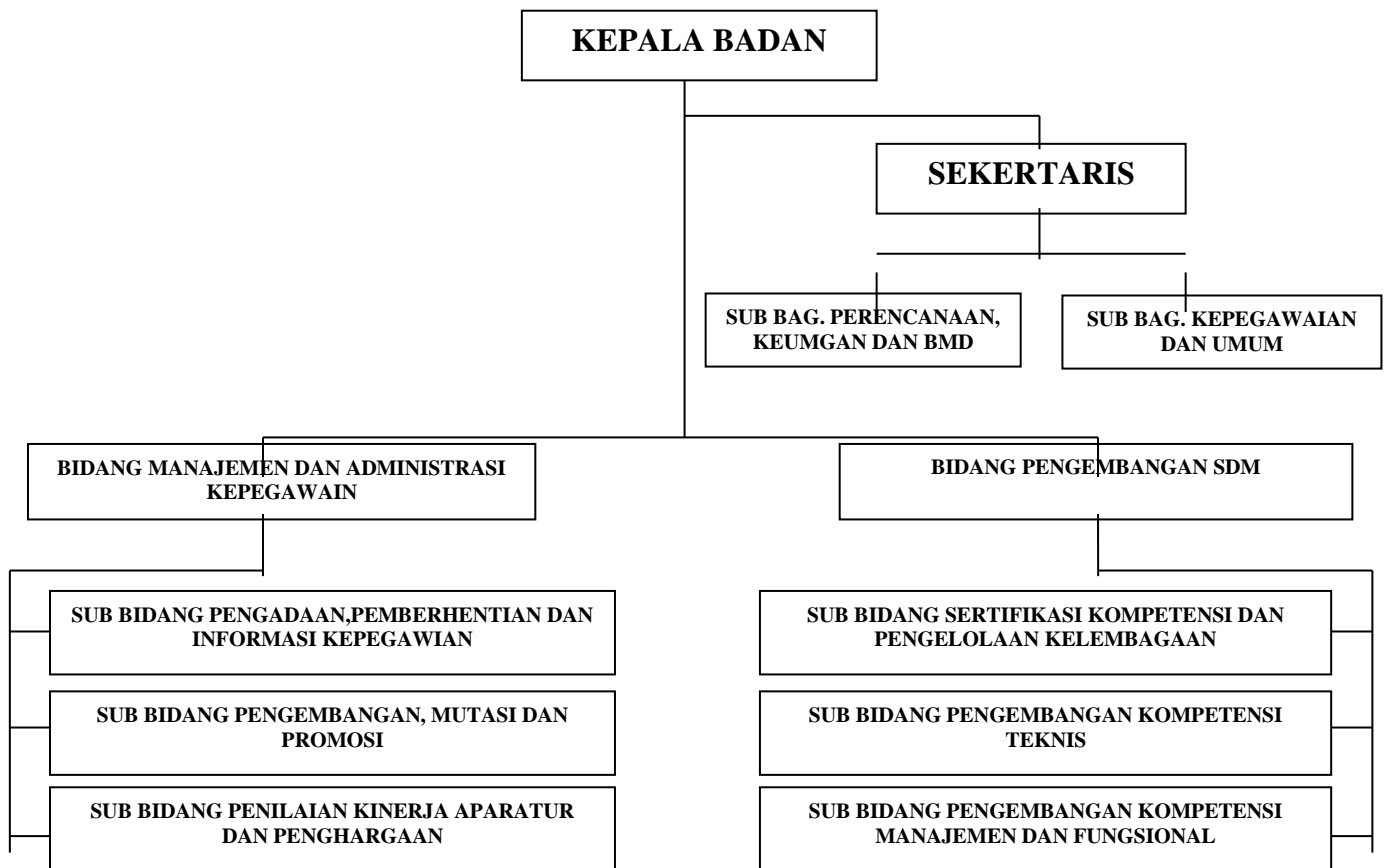 KEPALA BADAN
SEKERTARIS
SUB BAG. PERENCANAAN,
KEUMGAN DAN BMD
SUB BAG. KEPEGAWAIAN
DAN UMUM
BIDANG MANAJEMEN DAN ADMINISTRASI
KEPEGAWAIN
BIDANG PENGEMBANGAN SDM
SUB BIDANG PENGADAAN,PEMBERHENTIAN DAN
INFORMASI KEPEGAWIAN
SUB BIDANG PENGEMBANGAN, MUTASI DAN
PROMOSI
SUB BIDANG PENILAIAN KINERJA APARATUR
DAN PENGHARGAAN
SUB BIDANG SERTIFIKASI KOMPETENSI DAN
PENGELOLAAN KELEMBAGAAN
SUB BIDANG PENGEMBANGAN KOMPETENSI
TEKNIS
SUB BIDANG PENGEMBANGAN KOMPETENSI
MANAJEMEN DAN FUNGSIONAL